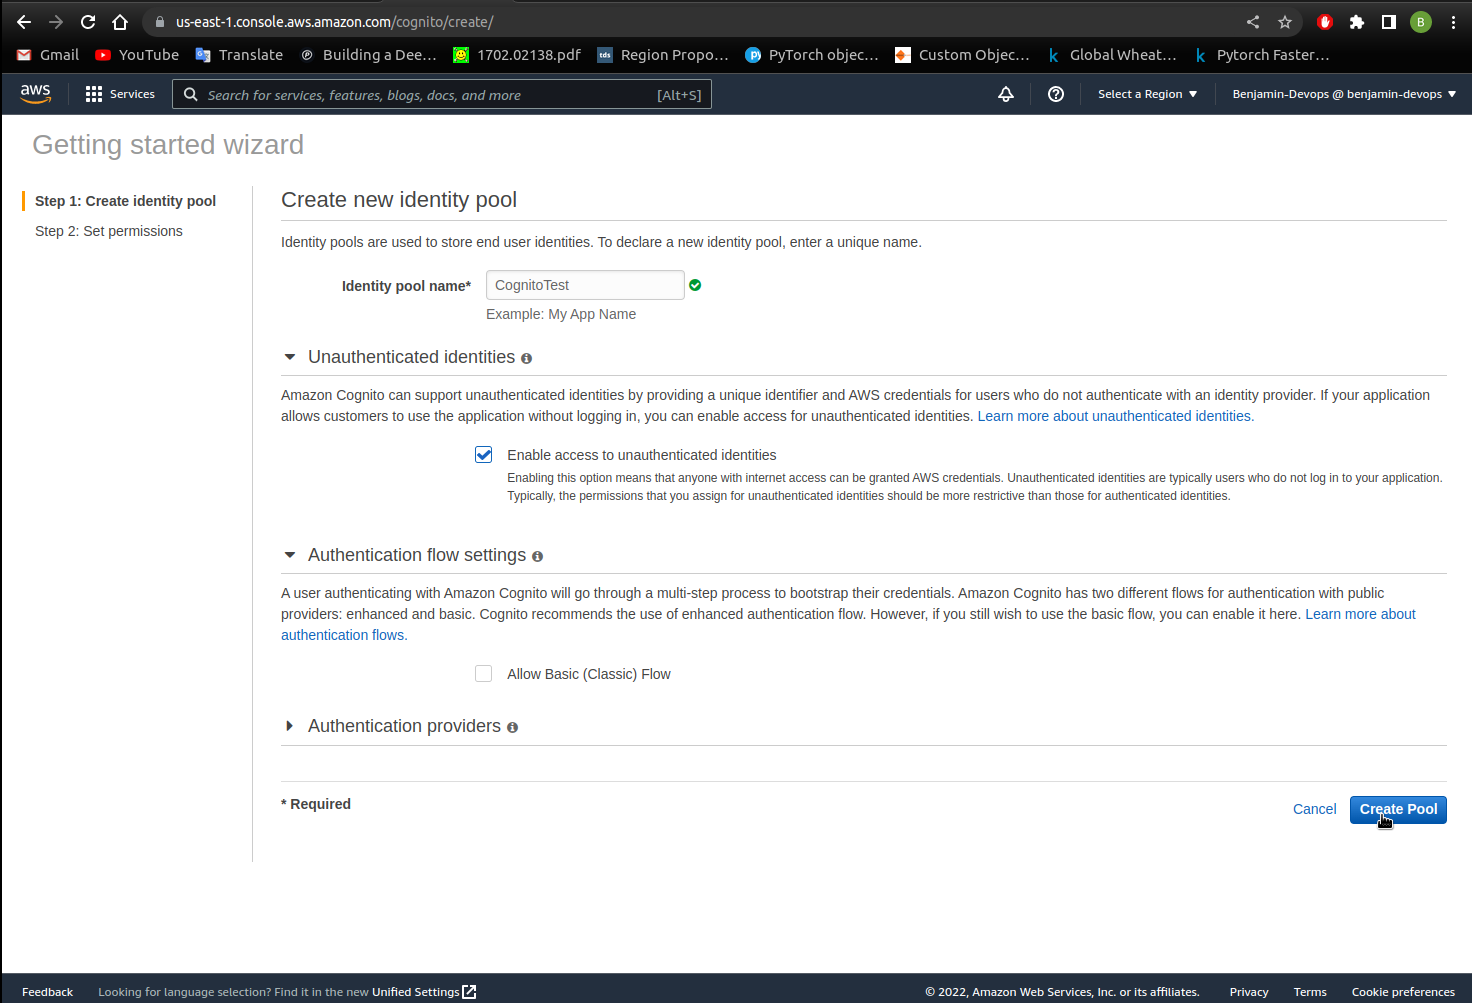 us-east-1.console.aws.amazon.com/cognito/create/
B
Gmail YouTube Translate Building a Dee... 1702.02138.pdf tds Region Propo... PyTorch objec... Custom Objec... k Global Wheat... k Pytorch Faster...
aws Services Search for services, features, blogs, docs, and more [Alt+S] Select a Region Benjamin-Devops @ benjamin-devops
Getting started wizard
Step 1: Create identity pool
Step 2: Set permissions
Create new identity pool
Identity pools are used to store end user identities. To declare a new identity pool, enter a unique name.
Identity pool name* CognitoTest
Example: My App Name
Unauthenticated identities
Amazon Cognito can support unauthenticated identities by providing a unique identifier and AWS credentials for users who do not authenticate with an identity provider. If your application
allows customers to use the application without logging in, you can enable access for unauthenticated identities. Learn more about unauthenticated identities.
Enable access to unauthenticated identities
Enabling this option means that anyone with internet access can be granted AWS credentials. Unauthenticated identities are typically users who do not log in to your application.
Typically, the permissions that you assign for unauthenticated identities should be more restrictive than those for authenticated identities.
Authentication flow settings
A user authenticating with Amazon Cognito will go through a multi-step process to bootstrap their credentials. Amazon Cognito has two different flows for authentication with public
providers: enhanced and basic. Cognito recommends the use of enhanced authentication flow. However, if you still wish to use the basic flow, you can enable it here. Learn more about
authentication flows.
Allow Basic (Classic) Flow
Authentication providers
* Required
Cancel Create Pool
Feedback Looking for language selection? Find it in the new Unified Settings © 2022, Amazon Web Services, Inc. or its affiliates. Privacy Terms Cookie preferences